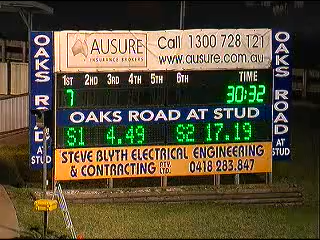 AUSURE Call 1300 728 121
INSURANCE BROKERS www.ausure.com.au
1ST 2ND 3RD 4TH 5TH 6TH TIME
7 30:32
OAKS ROAD AT STUD
S1 4.49 S2 17.19
STEVE BLYTH ELECTRICAL ENGINEERING
& CONTRACTING PTY. LTD. 0418 283.847
OAKS
ROAD
AT
STUD
OAKS
ROAD
AT
STUD